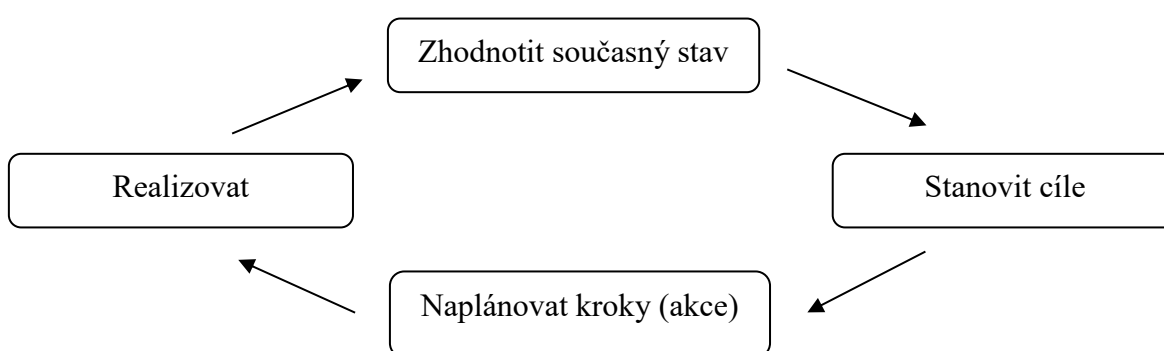 Zhodnotit současný stav
Realizovat
Stanovit cíle
Naplánovat kroky (akce)